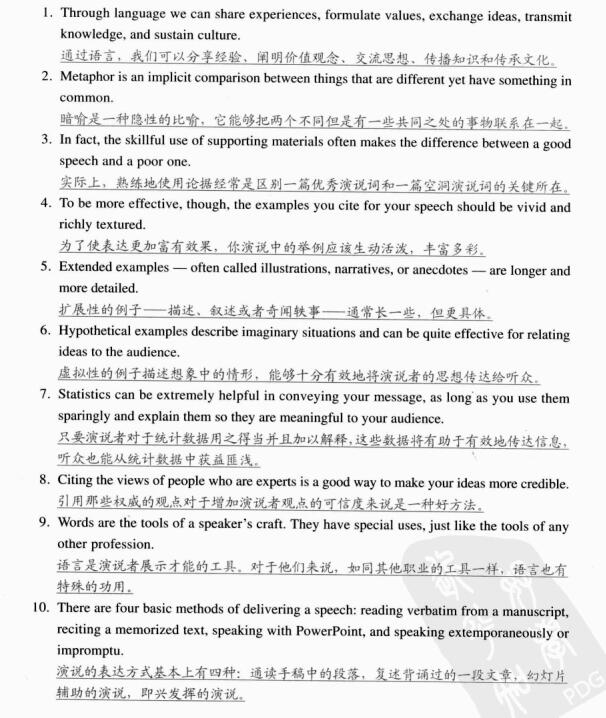 1. Through language we can share experiences, formulate values, exchange ideas, transmit
knowledge, and sustain culture.
通过语言，我们可以分享经验、阐明价值观念、交流思想、传播知识和传承文化。
2. Metaphor is an implicit comparison between things that are different yet have something in
common.
暗喻是一种隐性的比喻，它能够把两个不同但是有一些共同之处的事物联系在一起。
3. In fact, the skillful use of supporting materials often makes the difference between a good
speech and a poor one.
实际上，熟练地使用论据经常是区别一篇优秀演说词和一篇空洞演说词的关键所在。
4. To be more effective, though, the examples you cite for your speech should be vivid and
richly textured.
为了使表达更加富有效果，你演说中的举例应该生动活泼，丰富多彩。
5. Extended examples — often called illustrations, narratives, or anecdotes — are longer and
more detailed.
扩展性的例子——描述、叙述或者奇闻轶事——通常长一些，但更具体。
6. Hypothetical examples describe imaginary situations and can be quite effective for relating
ideas to the audience.
虚拟性的例子描述想象中的情形，能够十分有效地将演说者的思想传达给听众。
7. Statistics can be extremely helpful in conveying your message, as long as you use them
sparingly and explain them so they are meaningful to your audience.
只要演说者对于统计数据用之得当并且加以解释，这些数据将有助于有效地传达信息，
听众也能从统计数据中获益匪浅。
8. Citing the views of people who are experts is a good way to make your ideas more credible.
引用那些权威的观点对于增加演说者观点的可信度来说是一种好方法。
9. Words are the tools of a speaker's craft. They have special uses, just like the tools of any
other profession.
语言是演说者展示才能的工具。对于他们来说，如同其他职业的工具一样，语言也有
特殊的功用。
10. There are four basic methods of delivering a speech: reading verbatim from a manuscript,
reciting a memorized text, speaking with PowerPoint, and speaking extemporaneously or
impromptu.
演说的表达方式基本上有四种：通读手稿中的段落，复述背诵过的一段文章，幻灯片
辅助的演说，即兴发挥的演说。
PDG